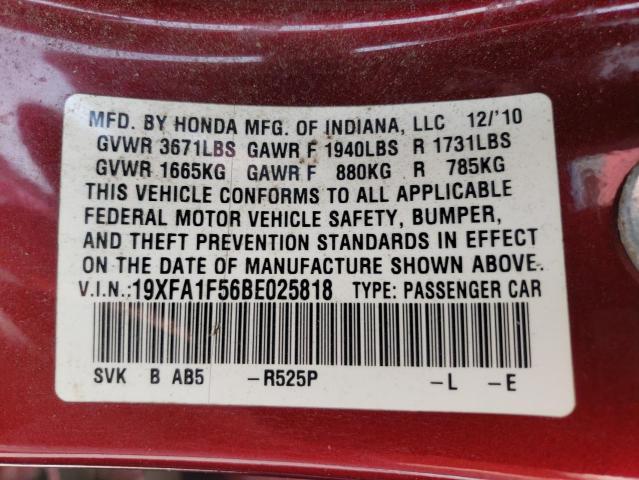 MFD. BY HONDA MFG. OF INDIANA, LLC 12/'10
GVWR 3671LBS GAWR F 1940LBS R 1731LBS
GVWR 1665KG GAWR F 880KG R 785KG
THIS VEHICLE CONFORMS TO ALL APPLICABLE
FEDERAL MOTOR VEHICLE SAFETY, BUMPER,
AND THEFT PREVENTION STANDARDS IN EFFECT
ON THE DATE OF MANUFACTURE SHOWN ABOVE.
V.I.N.:19XFA1F56BE025818 TYPE: PASSENGER CAR
SVK B AB5 –R525P –L –E